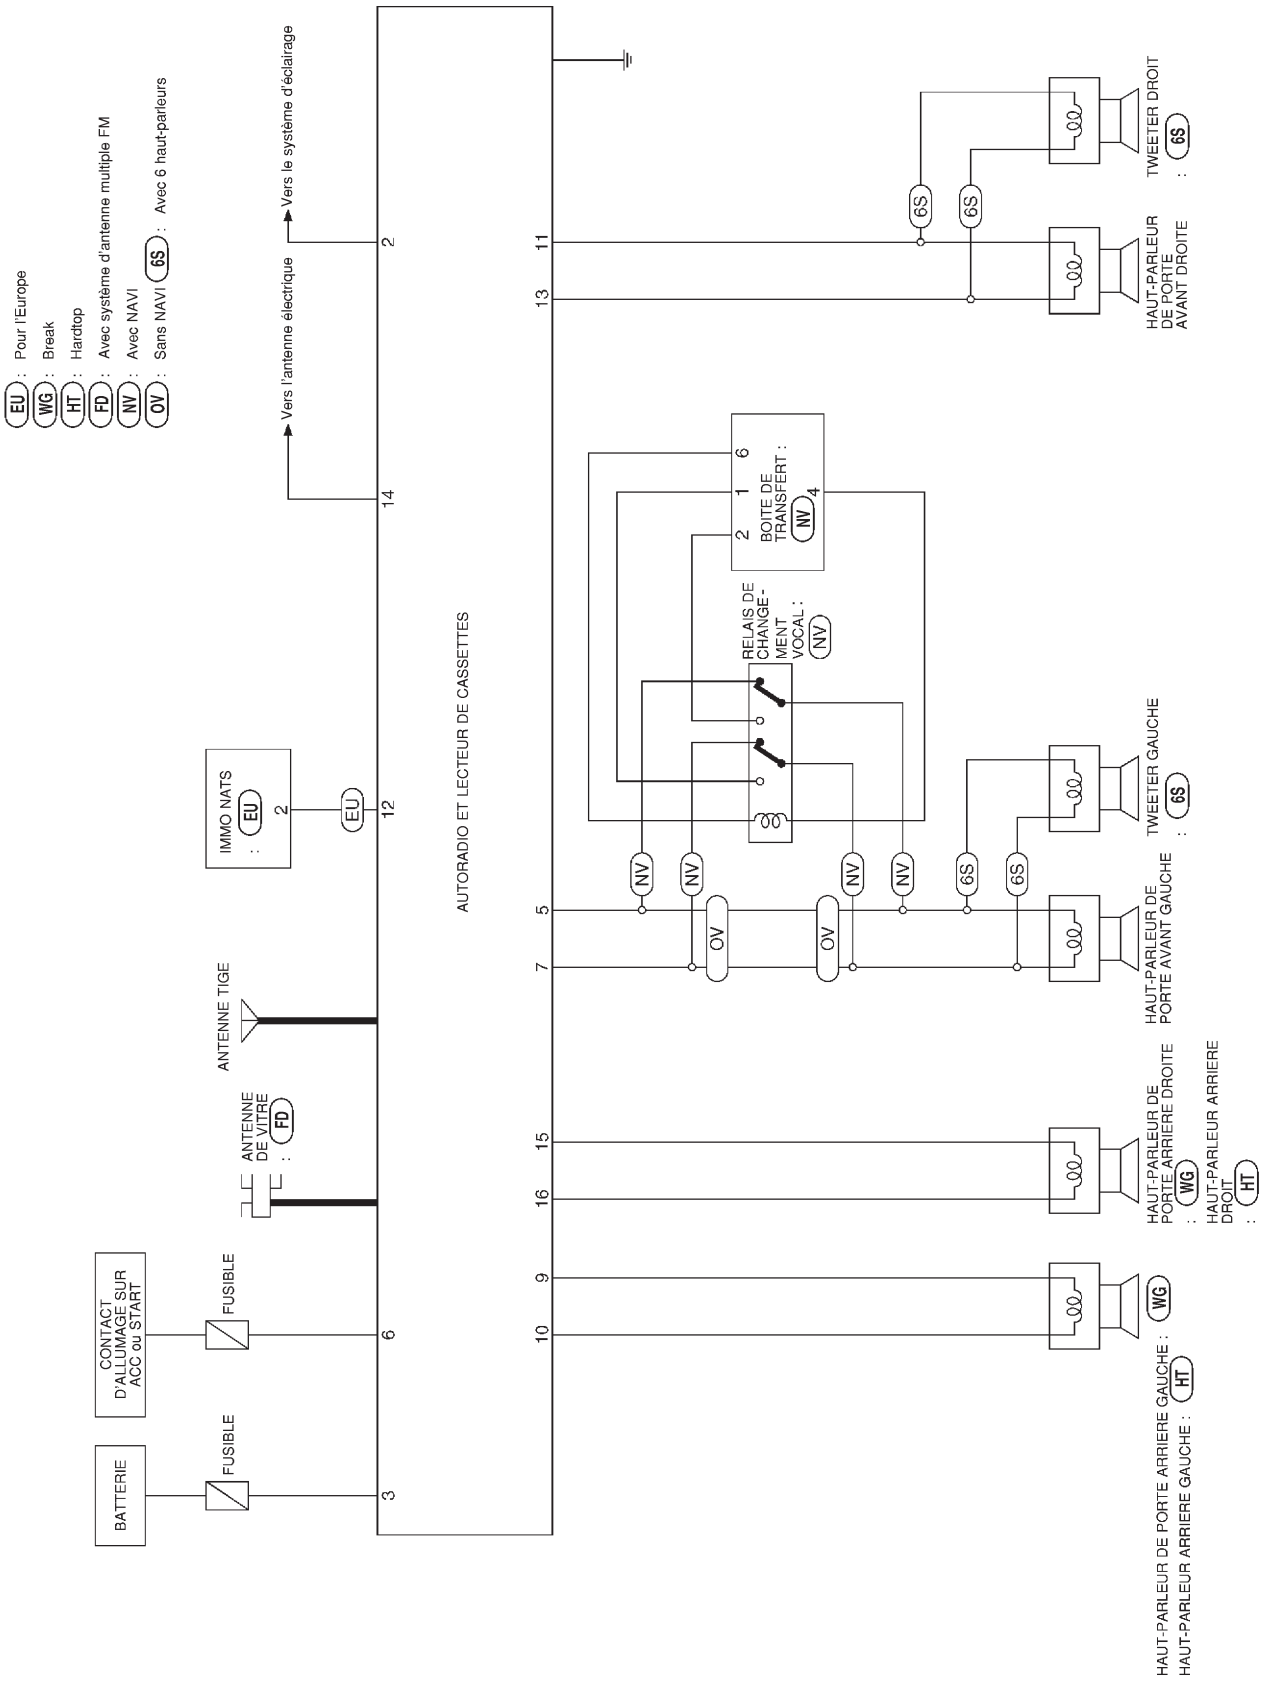 EU : Pour l'Europe
WG : Break
HT : Hardtop
FD : Avec système d'antenne multiple FM
NV : Avec NAVI
OV : Sans NAVI 6S : Avec 6 haut-parleurs
BATTERIE
CONTACT
D'ALLUMAGE SUR
ACC ou START
FUSIBLE
FUSIBLE
ANTENNE
DE VITRE
: FD
ANTENNE TIGE
IMMO NATS
: EU
2
EU
Vers l'antenne électrique
Vers le système d'éclairage
3
6
12
14
2
AUTORADIO ET LECTEUR DE CASSETTES
10
9
16
15
7
5
13
11
NV
NV
OV
OV
NV
NV
6S
6S
RELAIS DE
CHANGE -
MENT
VOCAL :
NV
2
1
6
BOITE DE
TRANSFERT :
NV
4
6S
6S
HAUT-PARLEUR DE PORTE ARRIERE GAUCHE : WG
HAUT-PARLEUR ARRIERE GAUCHE : HT
HAUT-PARLEUR DE
PORTE ARRIERE DROITE
: WG
HAUT-PARLEUR ARRIERE
DROIT
: HT
HAUT-PARLEUR DE
PORTE AVANT GAUCHE
TWEETER GAUCHE
: 6S
HAUT-PARLEUR
DE PORTE
AVANT DROITE
TWEETER DROIT
: 6S